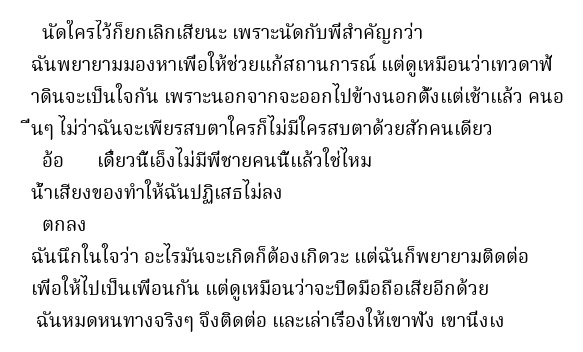 นัดใครไว้ก็ยกเลิกเสียนะ เพราะนัดกับพี่สำคัญกว่า
ฉันพยายามมองหาเพื่อให้ช่วยแก้สถานการณ์ แต่ดูเหมือนว่าเทวดาฟ้
าดินจะเป็นใจกัน เพราะนอกจากจะออกไปข้างนอกตั้งแต่เช้าแล้ว คนอ
ื่นๆ ไม่ว่าฉันจะเพียรสบตาใครก็ไม่มีใครสบตาด้วยสักคนเดียว
อ้อ เดี๋ยวนี้เอ็งไม่มีพี่ชายคนนี้แล้วใช่ไหม
น้ำเสียงของทำให้ฉันปฏิเสธไม่ลง
ตกลง
ฉันนึกในใจว่า อะไรมันจะเกิดก็ต้องเกิดวะ แต่ฉันก็พยายามติดต่อ
เพื่อให้ไปเป็นเพื่อนกัน แต่ดูเหมือนว่าจะปิดมือถือเสียอีกด้วย
ฉันหมดหนทางจริงๆ จึงติดต่อ และเล่าเรื่องให้เขาฟัง เขานิ่งเง